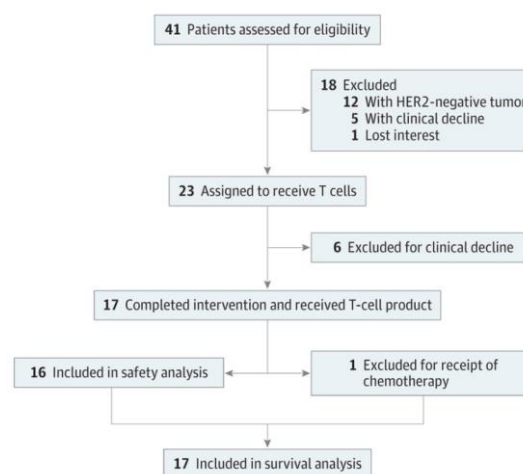 41 Patients assessed for eligibility
18 Excluded
12 With HER2-negative tumor
5 With clinical decline
1 Lost interest
23 Assigned to receive T cells
6 Excluded for clinical decline
17 Completed intervention and received T-cell product
16 Included in safety analysis
1 Excluded for receipt of
chemotherapy
17 Included in survival analysis